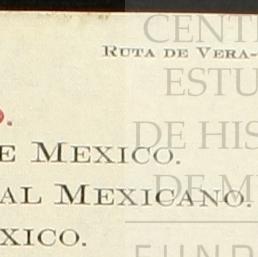 CENT
RUTA DE VERA-
ESTU
DE HIS
E MEXICO.
DE M
AL MEXICANO.
XICO.
FUND